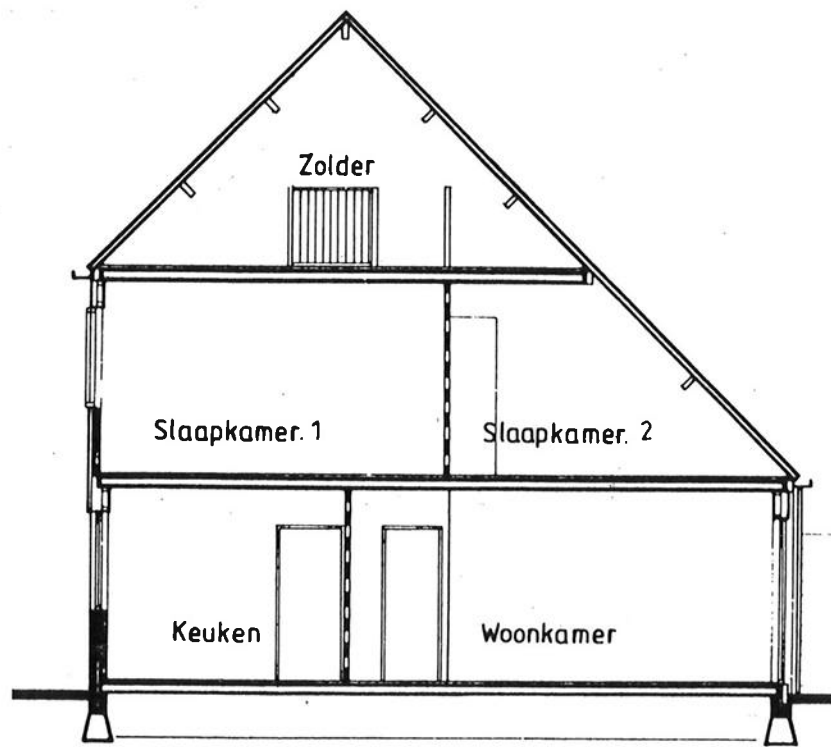 Zolder
Slaapkamer. 1
Slaapkamer. 2
Keuken
Woonkamer